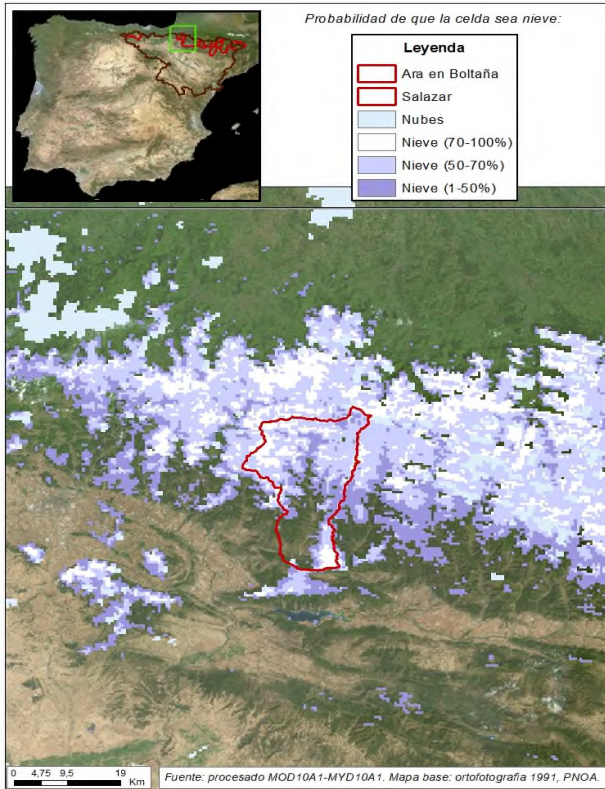 Probabilidad de que la celda sea nieve:
Leyenda
Ara en Boltaña
Salazar
Nubes
Nieve (70-100%)
Nieve (50-70%)
Nieve (1-50%)
0 4,75 9,5 19
Km
Fuente: procesado MOD10A1-MYD10A1. Mapa base: ortofotografía 1991, PNOA.